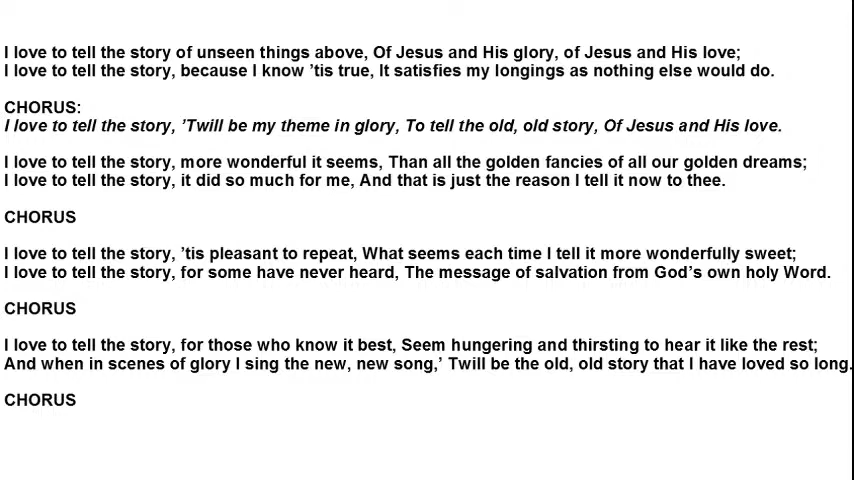 I love to tell the story of unseen things above, Of Jesus and His glory, of Jesus and His love;
I love to tell the story, because I know ’tis true, It satisfies my longings as nothing else would do.
CHORUS:
I love to tell the story, ’Twill be my theme in glory, To tell the old, old story, Of Jesus and His love.
I love to tell the story, more wonderful it seems, Than all the golden fancies of all our golden dreams;
I love to tell the story, it did so much for me, And that is just the reason I tell it now to thee.
CHORUS
I love to tell the story, ’tis pleasant to repeat, What seems each time I tell it more wonderfully sweet;
I love to tell the story, for some have never heard, The message of salvation from God’s own holy Word.
CHORUS
I love to tell the story, for those who know it best, Seem hungering and thirsting to hear it like the rest;
And when in scenes of glory I sing the new, new song,’ Twill be the old, old story that I have loved so long.
CHORUS